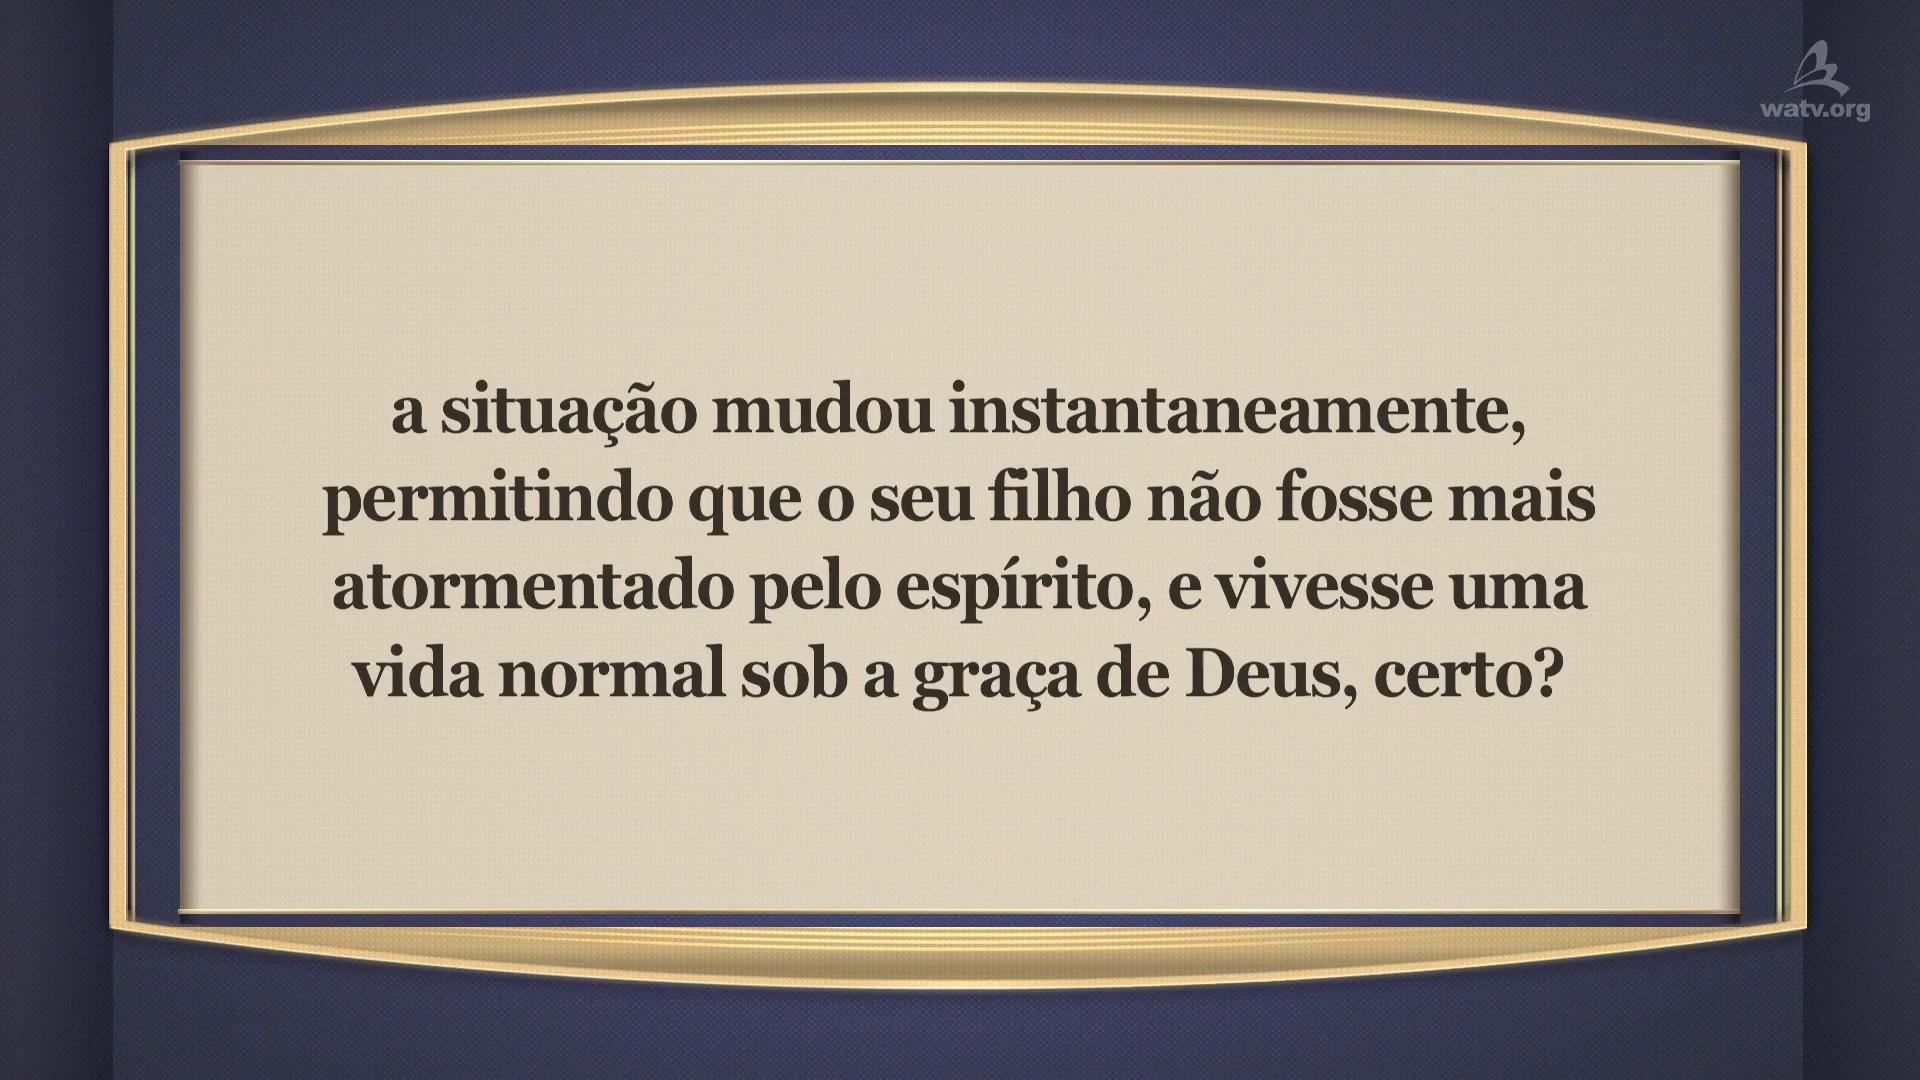 watv.org
a situação mudou instantaneamente,
permitindo que o seu filho não fosse mais
atormentado pelo espírito, e vivesse uma
vida normal sob a graça de Deus, certo?